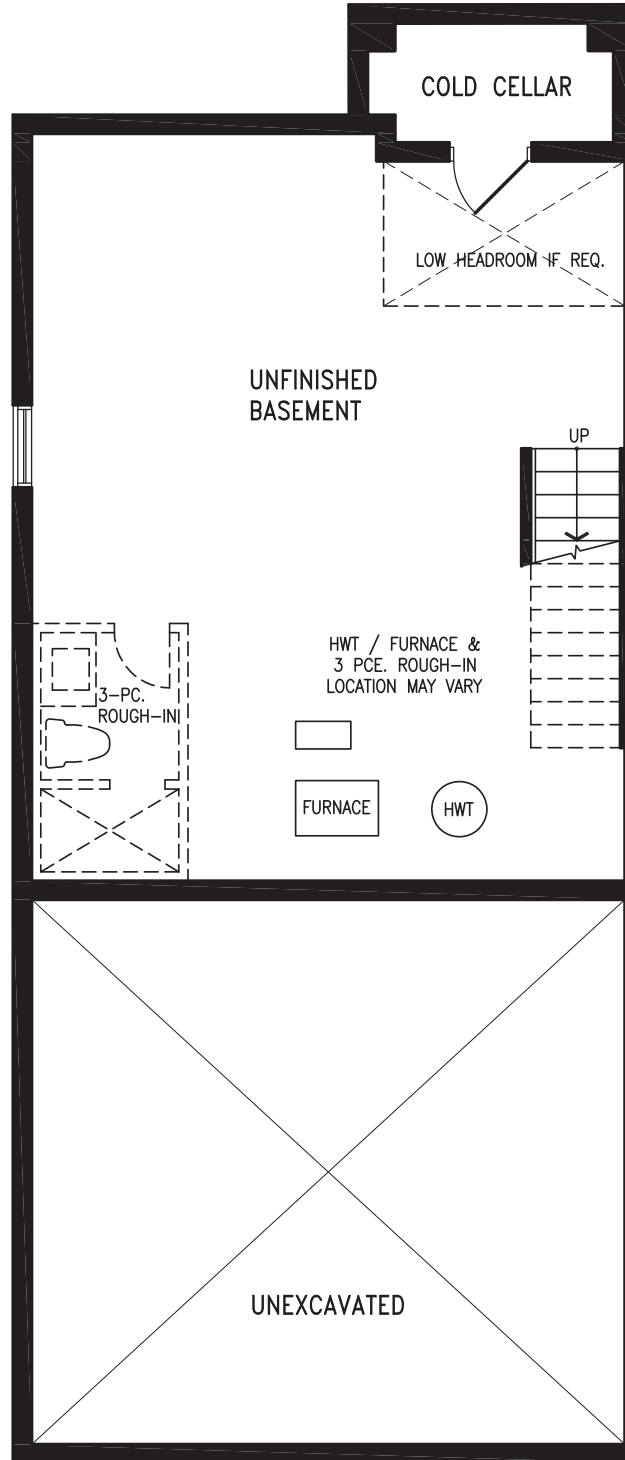 COLD CELLAR
LOW HEADROOM IF REQ.
UNFINISHED
BASEMENT
UP
HWT / FURNACE &
3 PCE. ROUGH-IN
LOCATION MAY VARY
3-PC.
ROUGH-IN
FURNACE
HWT
UNEXCAVATED